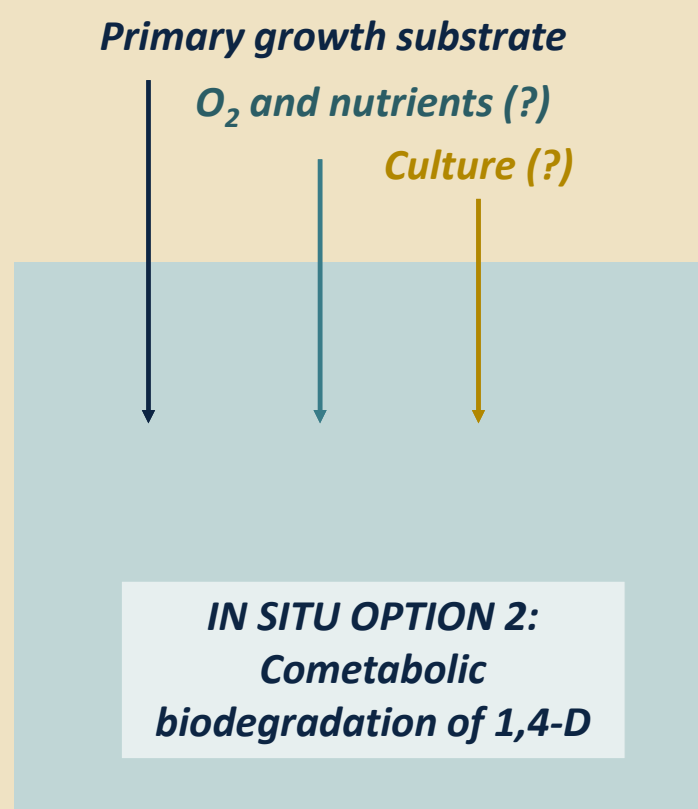 Primary growth substrate
O₂ and nutrients (?)
Culture (?)
IN SITU OPTION 2:
Cometabolic
biodegradation of 1,4-D